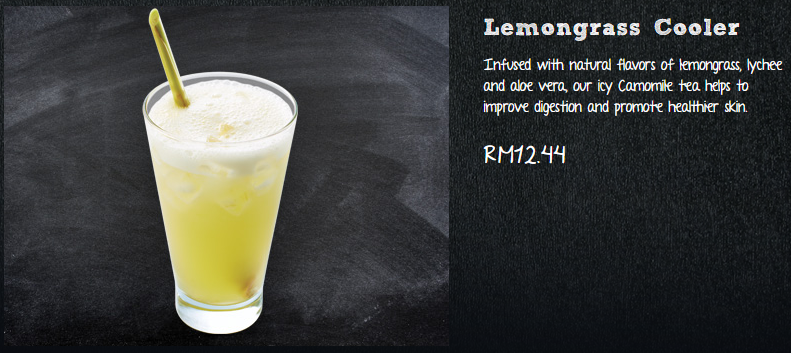 Lemongrass Cooler
Infused with natural flavors of lemongrass, lychee
and aloe vera, our icy Camomile tea helps to
improve digestion and promote healthier skin.
RM12.44